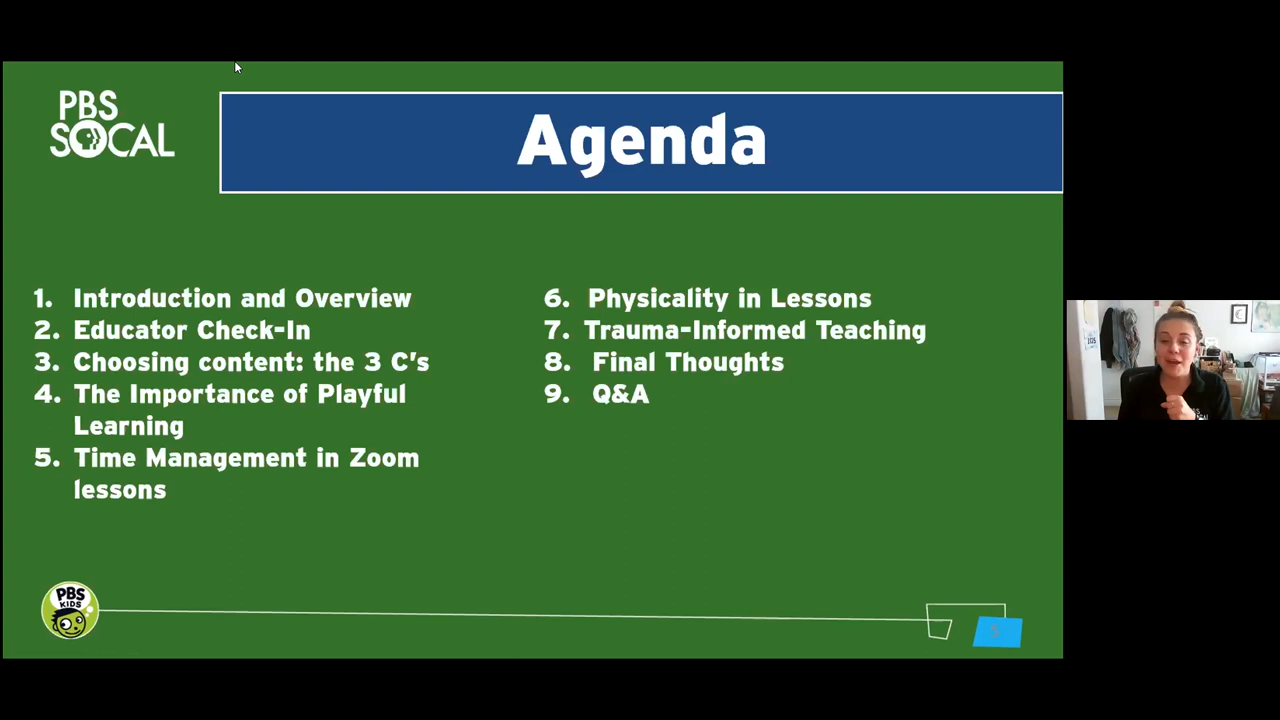 PBS
SOCAL
Agenda
1. Introduction and Overview
2. Educator Check-In
3. Choosing content: the 3 C's
4. The Importance of Playful
Learning
5. Time Management in Zoom
lessons
6. Physicality in Lessons
7. Trauma-Informed Teaching
8. Final Thoughts
9. Q&A
PBS
KIDS
5